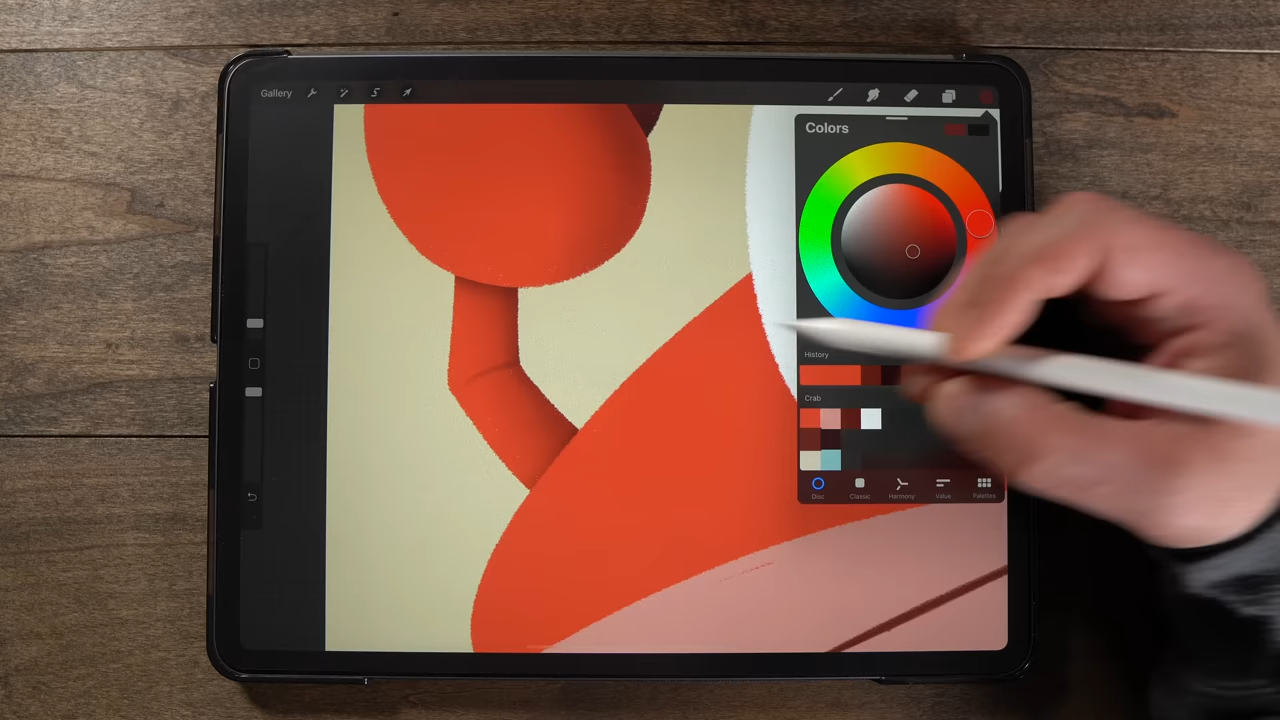 Gallery
Colors
History
Crab
Disc Classic Harmony Value Palettes